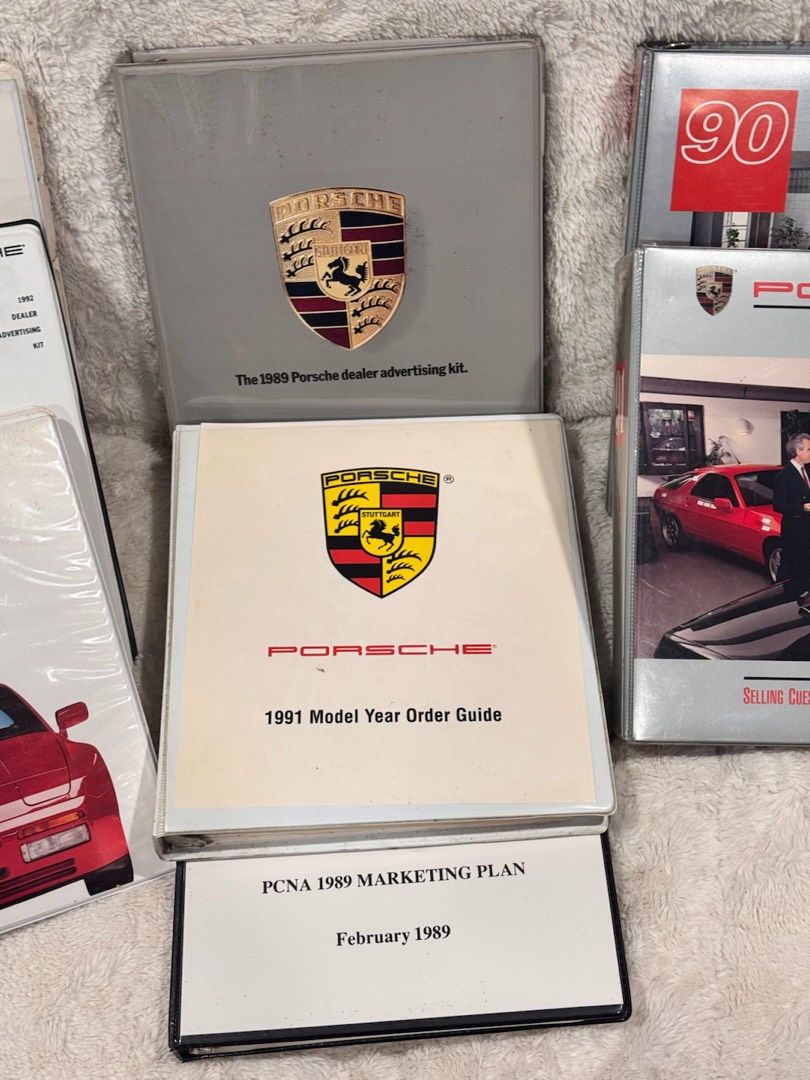 PORSCHE
STUTTGART
The 1989 Porsche dealer advertising kit.
90
1992
DEALER
ADVERTISING
KIT
PORSCHE®
STUTTGART
PORSCHE®
1991 Model Year Order Guide
SELLING
PCNA 1989 MARKETING PLAN
February 1989